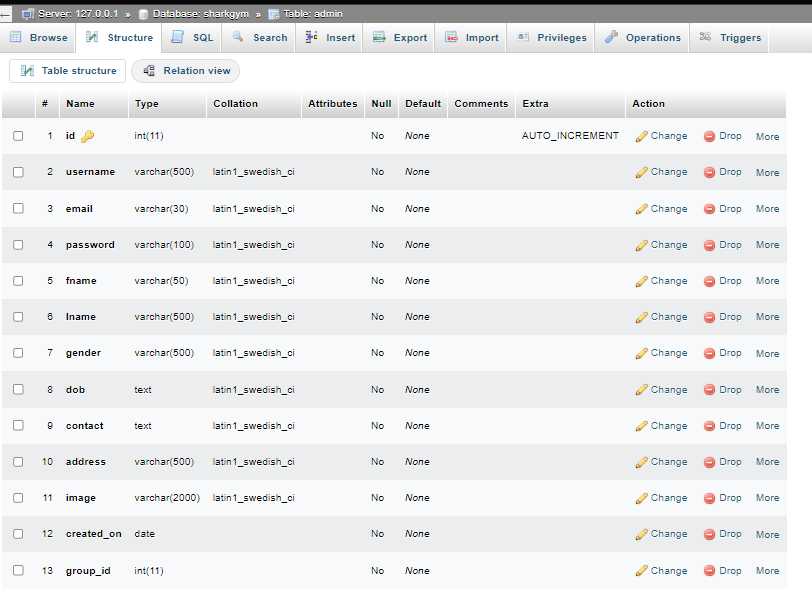 Server: 127.0.0.1 » Database: sharkgym » Table: admin
Browse Structure SQL Search Insert Export Import Privileges Operations Triggers
Table structure Relation view
# Name Type Collation Attributes Null Default Comments Extra Action
1 id int(11) No None AUTO_INCREMENT Change Drop More
2 username varchar(500) latin1_swedish_ci No None Change Drop More
3 email varchar(30) latin1_swedish_ci No None Change Drop More
4 password varchar(100) latin1_swedish_ci No None Change Drop More
5 fname varchar(50) latin1_swedish_ci No None Change Drop More
6 lname varchar(500) latin1_swedish_ci No None Change Drop More
7 gender varchar(500) latin1_swedish_ci No None Change Drop More
8 dob text latin1_swedish_ci No None Change Drop More
9 contact text latin1_swedish_ci No None Change Drop More
10 address varchar(500) latin1_swedish_ci No None Change Drop More
11 image varchar(2000) latin1_swedish_ci No None Change Drop More
12 created_on date No None Change Drop More
13 group_id int(11) No None Change Drop More